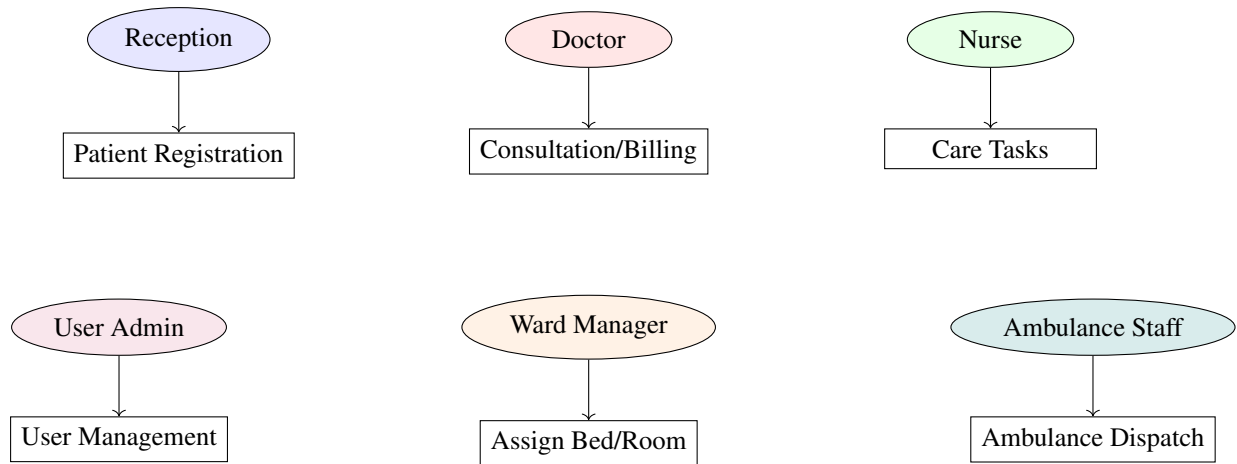 Reception
Doctor
Nurse
Patient Registration
Consultation/Billing
Care Tasks
User Admin
Ward Manager
Ambulance Staff
User Management
Assign Bed/Room
Ambulance Dispatch